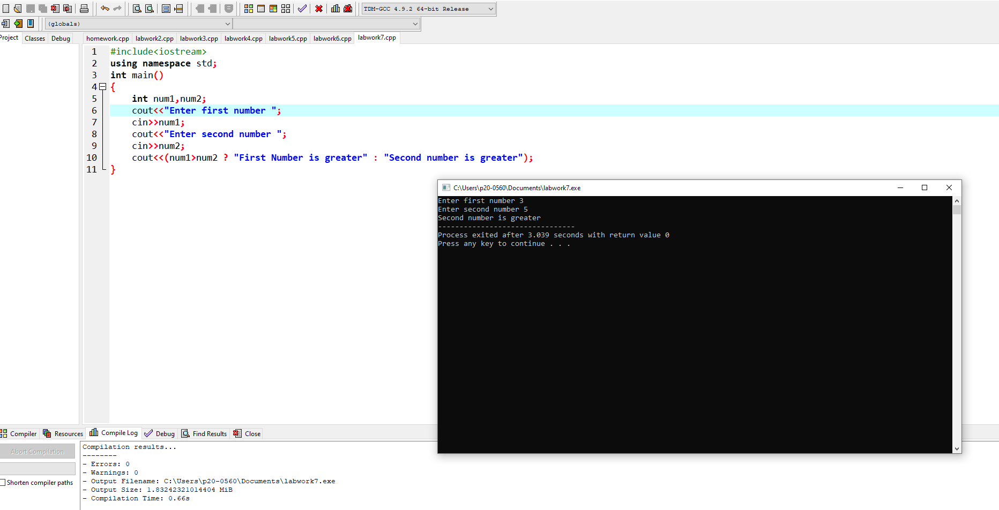 TDM-GCC 4.9.2 64-bit Release
(globals)
Project Classes Debug
homework.cpp labwork2.cpp labwork3.cpp labwork4.cpp labwork5.cpp labwork6.cpp labwork7.cpp
1 #include<iostream>
2 using namespace std;
3 int main()
4 {
5 int num1,num2;
6 cout<<"Enter first number ";
7 cin>>num1;
8 cout<<"Enter second number ";
9 cin>>num2;
10 cout<<(num1>num2 ? "First Number is greater" : "Second number is greater");
11 }
C:\Users\p20-0560\Documents\labwork7.exe
Enter first number 3
Enter second number 5
Second number is greater
--------------------------------
Process exited after 3.039 seconds with return value 0
Press any key to continue . . .
Compiler Resources Compile Log Debug Find Results Close
Abort Compilation
Shorten compiler paths
Compilation results...
--------
- Errors: 0
- Warnings: 0
- Output Filename: C:\Users\p20-0560\Documents\labwork7.exe
- Output Size: 1.83242321014404 MiB
- Compilation Time: 0.66s